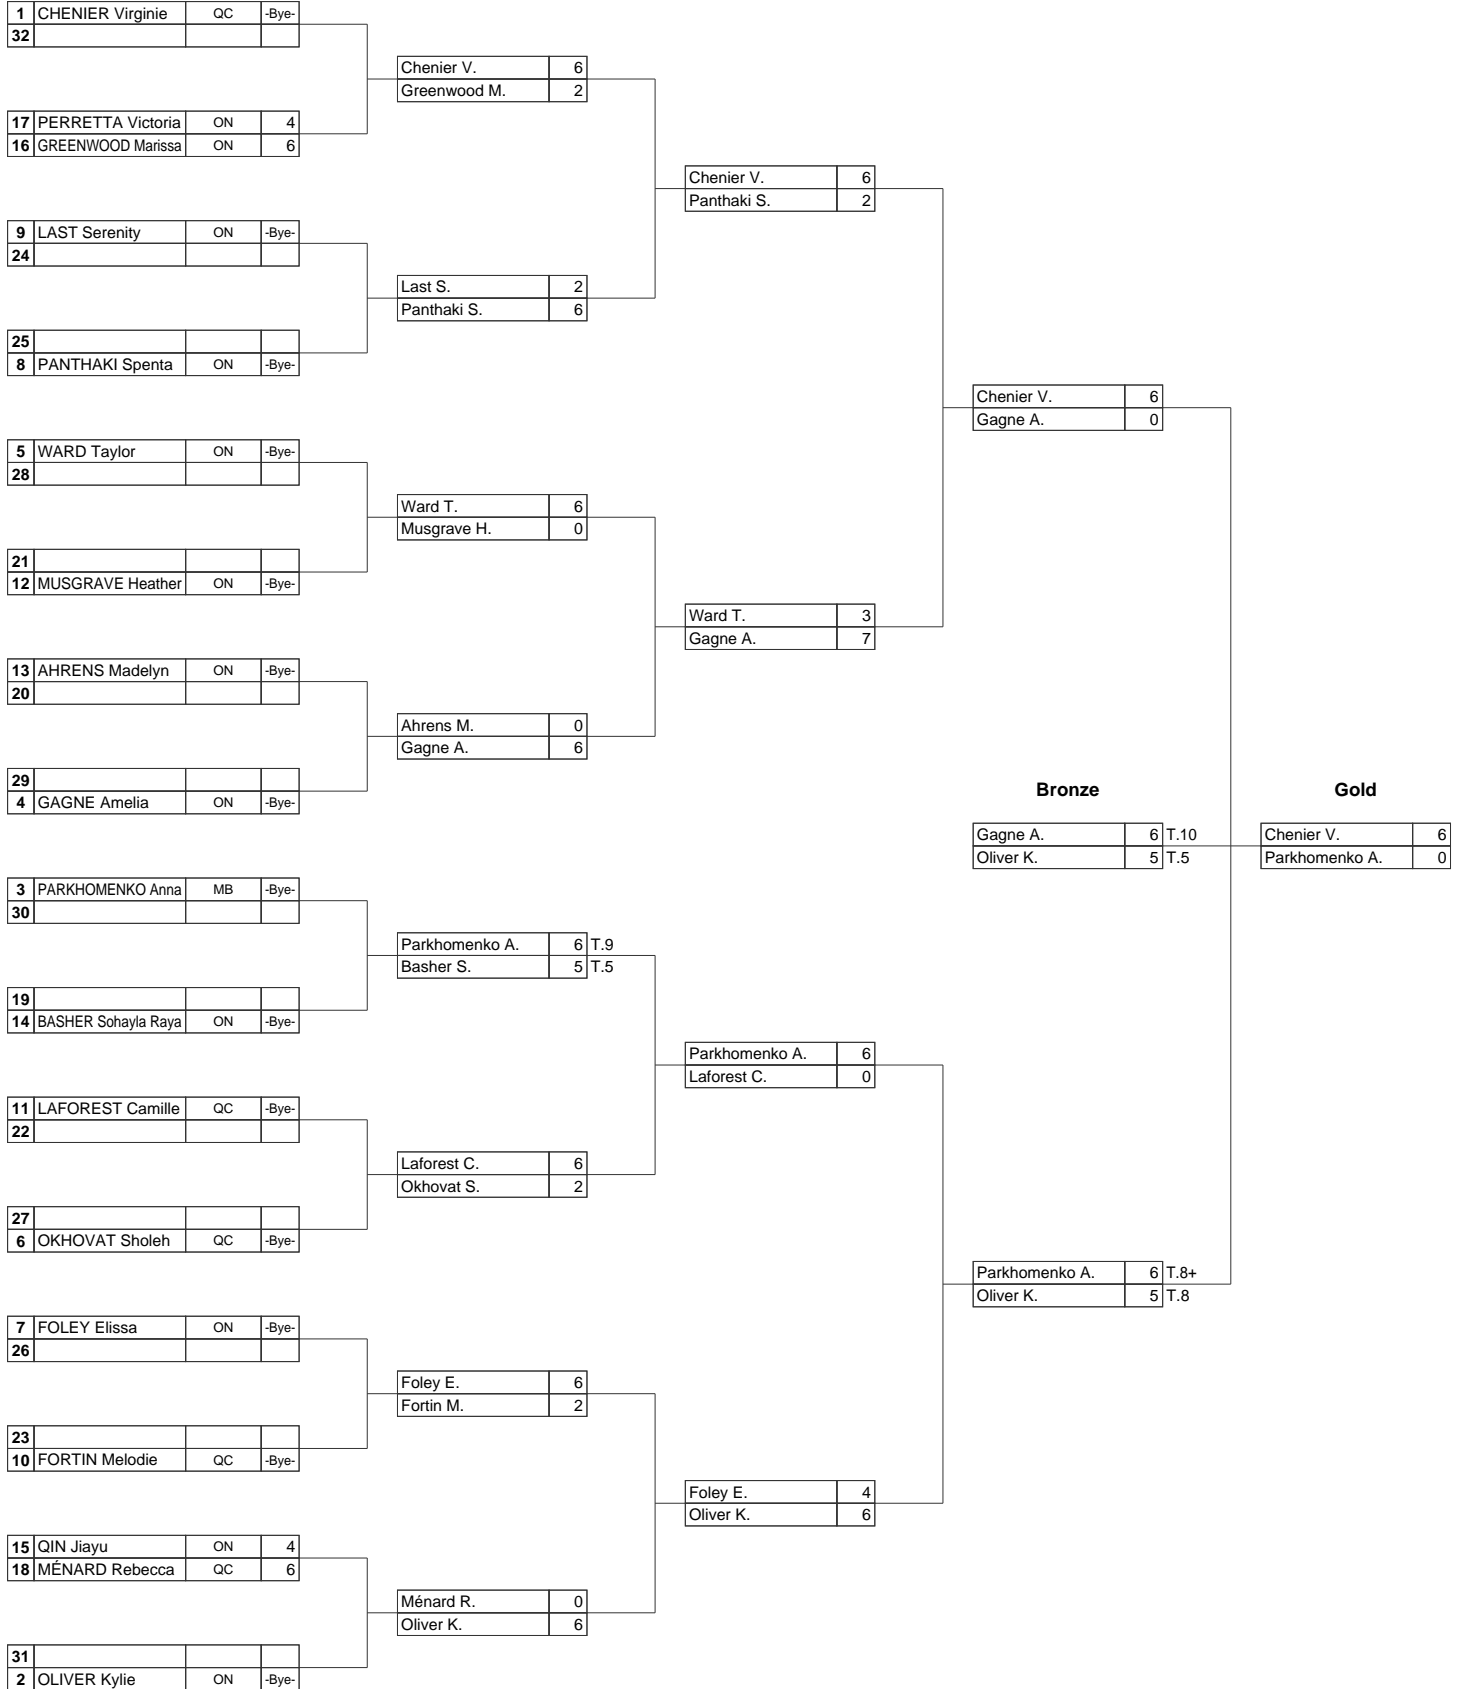 1 CHENIER Virginie QC -Bye-
32
Chenier V. 6
Greenwood M. 2
17 PERRETTA Victoria ON 4
16 GREENWOOD Marissa ON 6
Chenier V. 6
Panthaki S. 2
9 LAST Serenity ON -Bye-
24
Last S. 2
Panthaki S. 6
25
8 PANTHAKI Spenta ON -Bye-
Chenier V. 6
Gagne A. 0
5 WARD Taylor ON -Bye-
28
Ward T. 6
Musgrave H. 0
21
12 MUSGRAVE Heather ON -Bye-
Ward T. 3
Gagne A. 7
13 AHRENS Madelyn ON -Bye-
20
Ahrens M. 0
Gagne A. 6
29
4 GAGNE Amelia ON -Bye-
Bronze Gold
Gagne A. 6 T.10 Chenier V. 6
Oliver K. 5 T.5 Parkhomenko A. 0
3 PARKHOMENKO Anna MB -Bye-
30
Parkhomenko A. 6 T.9
Basher S. 5 T.5
19
14 BASHER Sohayla Raya ON -Bye-
Parkhomenko A. 6
Laforest C. 0
11 LAFOREST Camille QC -Bye-
22
Laforest C. 6
Okhovat S. 2
27
6 OKHOVAT Sholeh QC -Bye-
Parkhomenko A. 6 T.8+
Oliver K. 5 T.8
7 FOLEY Elissa ON -Bye-
26
Foley E. 6
Fortin M. 2
23
10 FORTIN Melodie QC -Bye-
Foley E. 4
Oliver K. 6
15 QIN Jiayu ON 4
18 MÉNARD Rebecca QC 6
Ménard R. 0
Oliver K. 6
31
2 OLIVER Kylie ON -Bye-